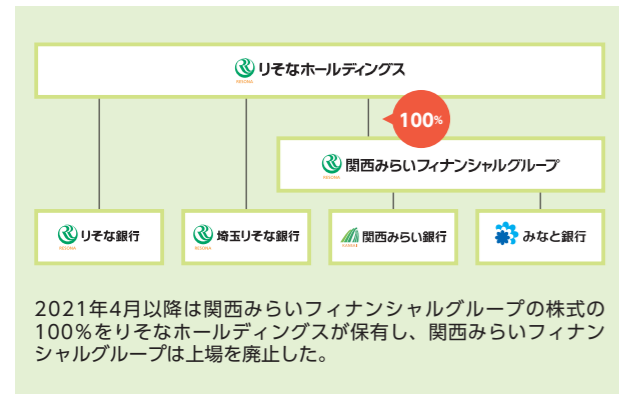 りそなホールディングス
RESONA
100%
関西みらいフィナンシャルグループ
RESONA
りそな銀行
RESONA
埼玉りそな銀行
RESONA
関西みらい銀行
みなと銀行
2021年4月以降は関西みらいフィナンシャルグループの株式の
100%をりそなホールディングスが保有し、関西みらいフィナン
シャルグループは上場を廃止した。